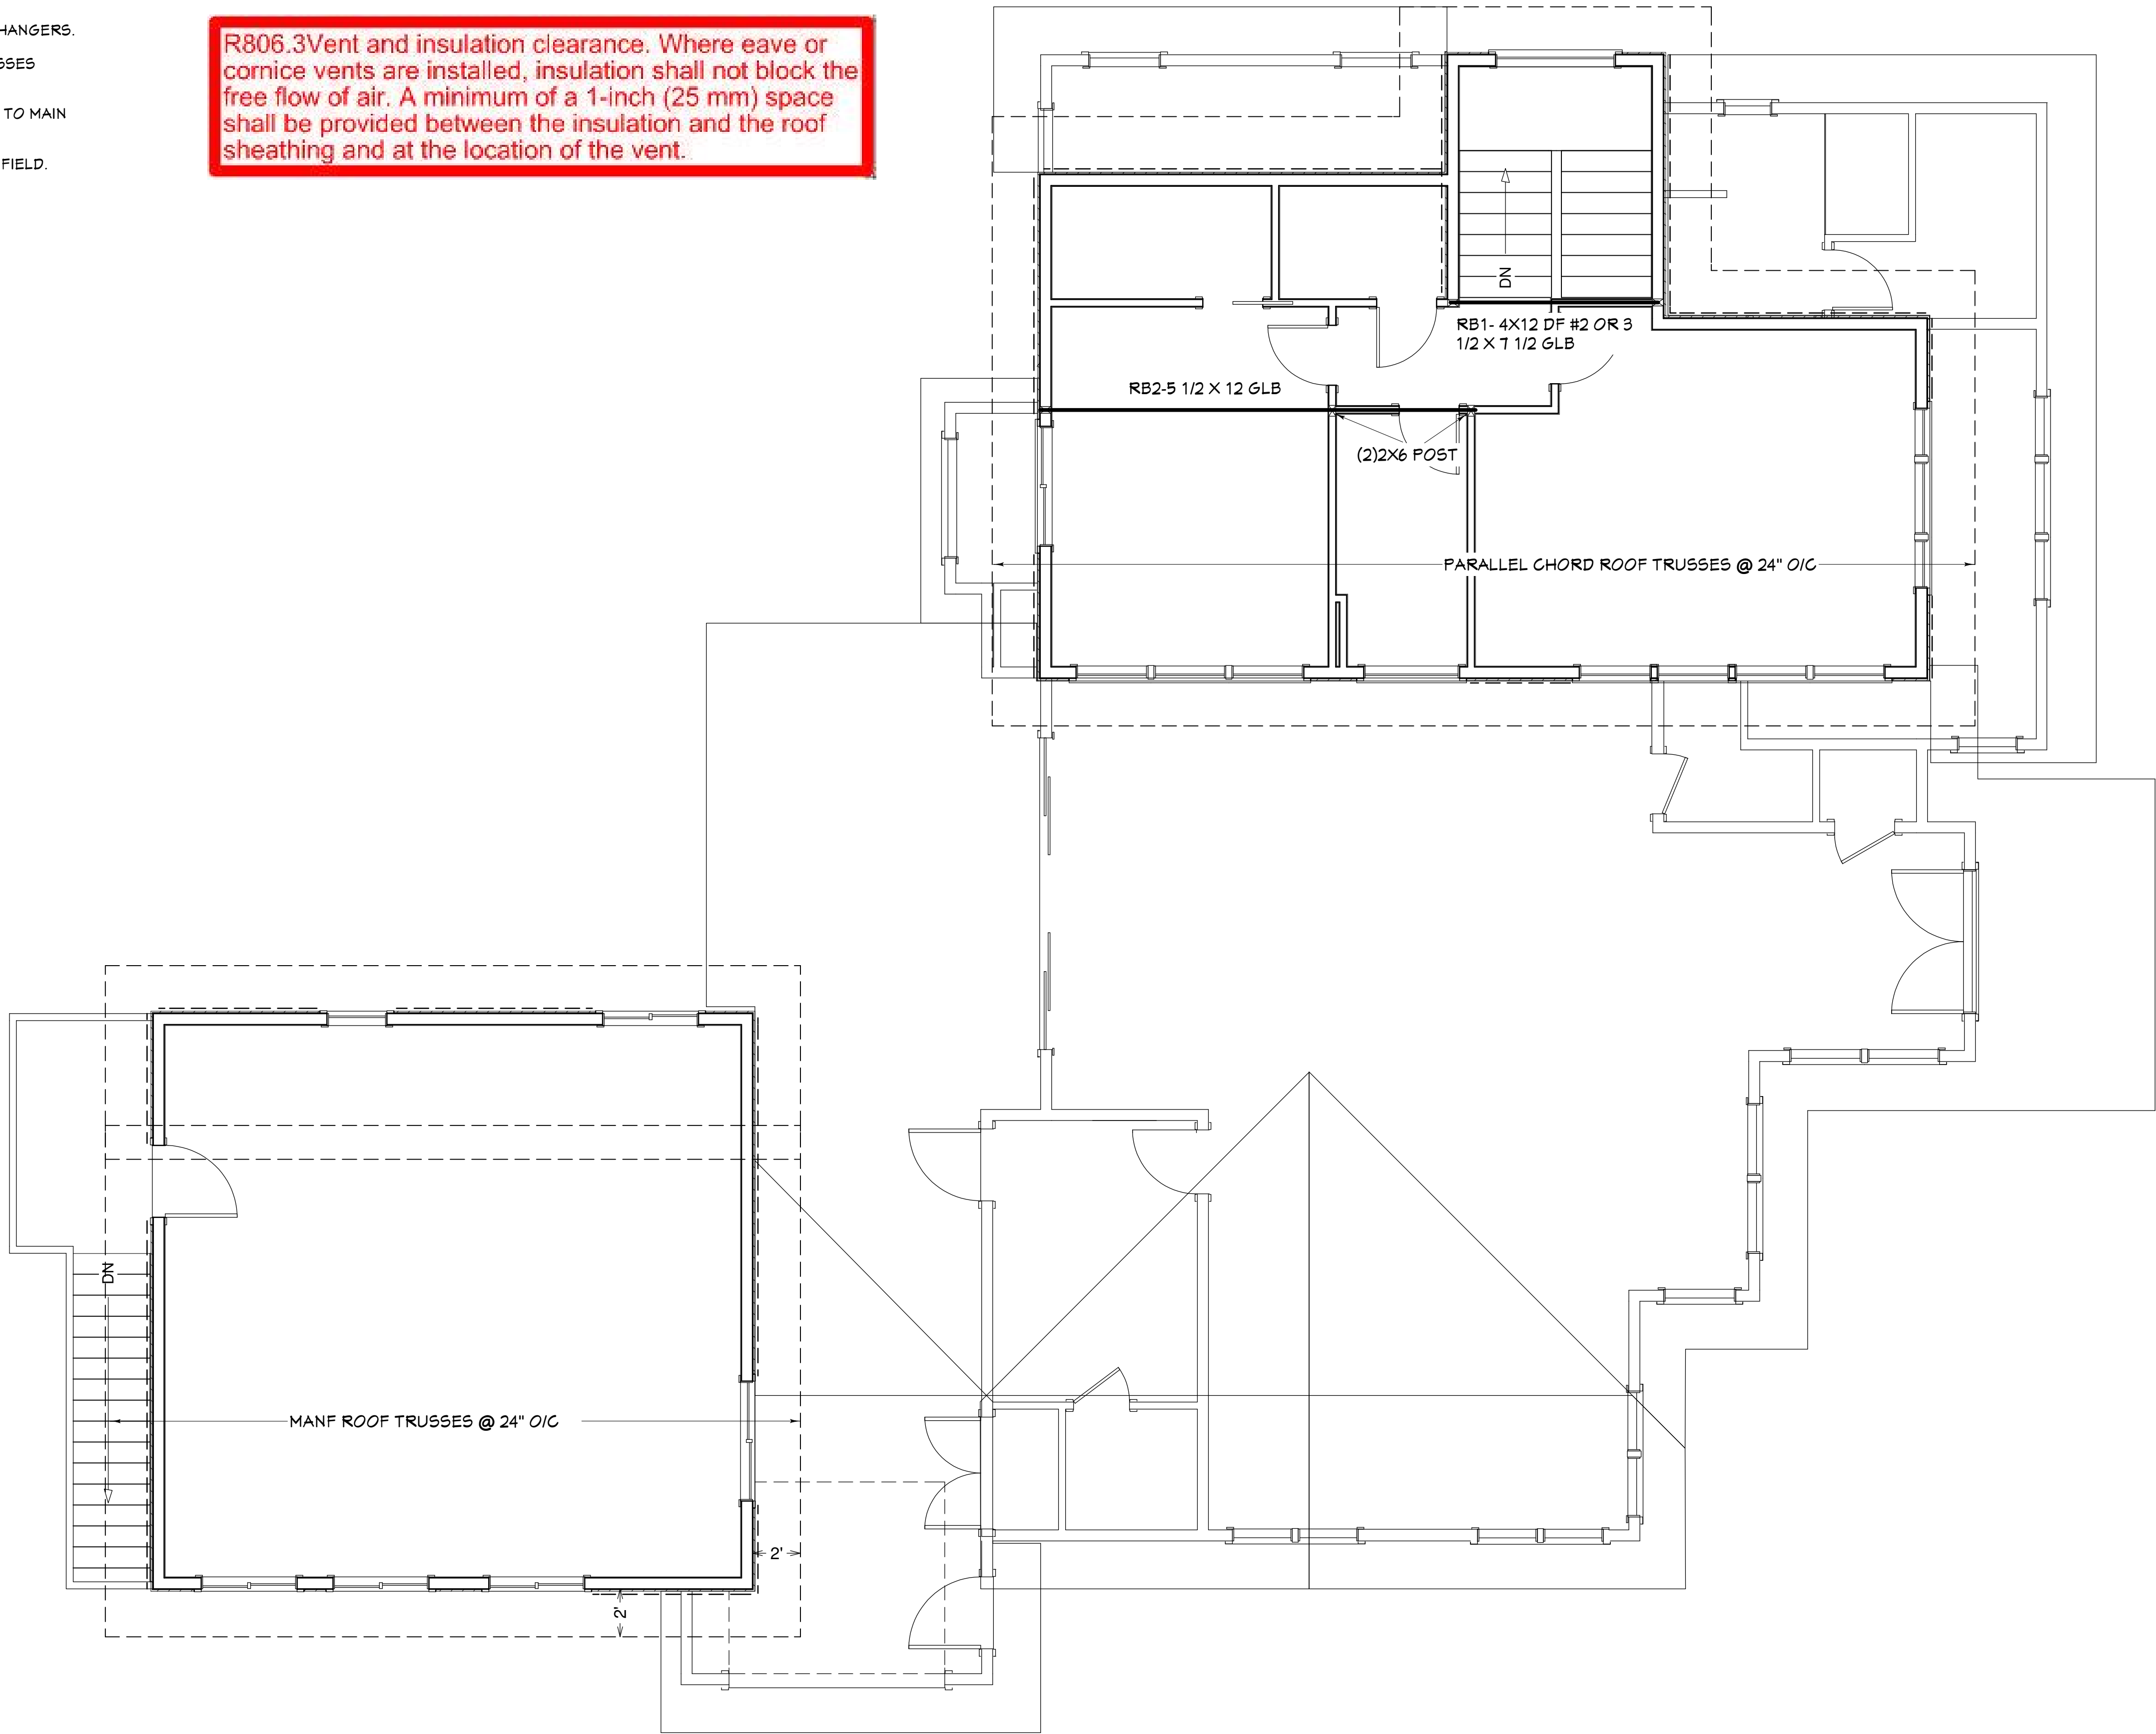 HANGERS.
SSES
TO MAIN
FIELD.
R806.3Vent and insulation clearance. Where eave or
cornice vents are installed, insulation shall not block the
free flow of air. A minimum of a 1-inch (25 mm) space
shall be provided between the insulation and the roof
sheathing and at the location of the vent.
DN
RB1- 4X12 DF #2 OR 3
1/2 X 7 1/2 GLB
RB2-5 1/2 X 12 GLB
(2)2X6 POST
PARALLEL CHORD ROOF TRUSSES @ 24" O/C
DN
MANF ROOF TRUSSES @ 24" O/C
2'
2'